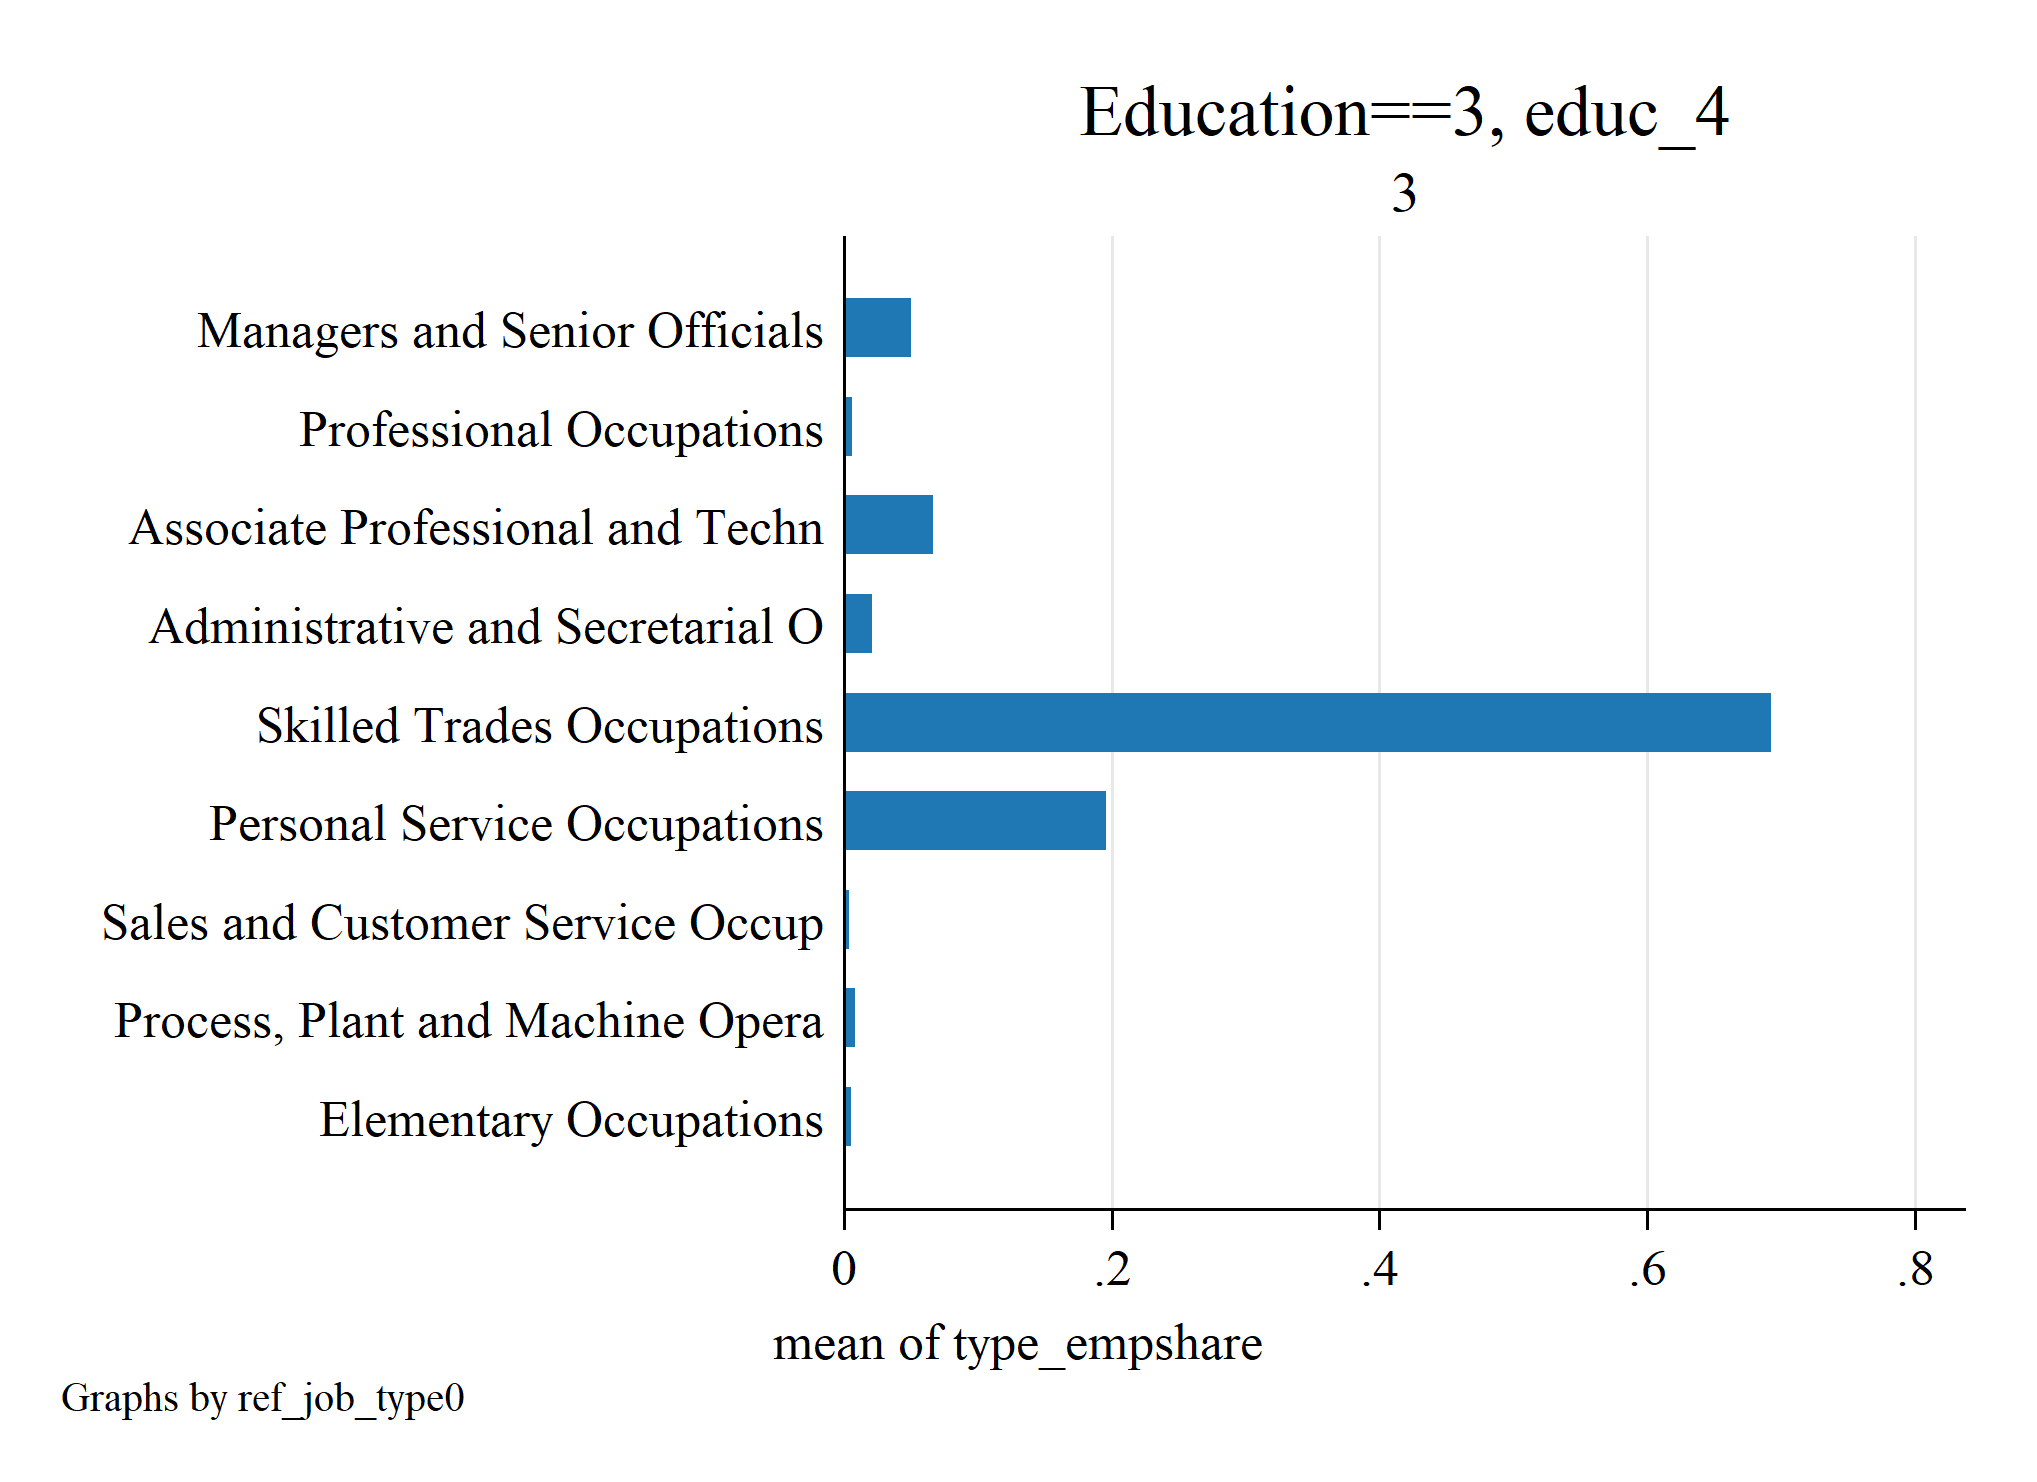 Education==3, educ_4
3
Managers and Senior Officials
Professional Occupations
Associate Professional and Techn
Administrative and Secretarial O
Skilled Trades Occupations
Personal Service Occupations
Sales and Customer Service Occup
Process, Plant and Machine Opera
Elementary Occupations
0 .2 .4 .6 .8
mean of type_empshare
Graphs by ref_job_type0